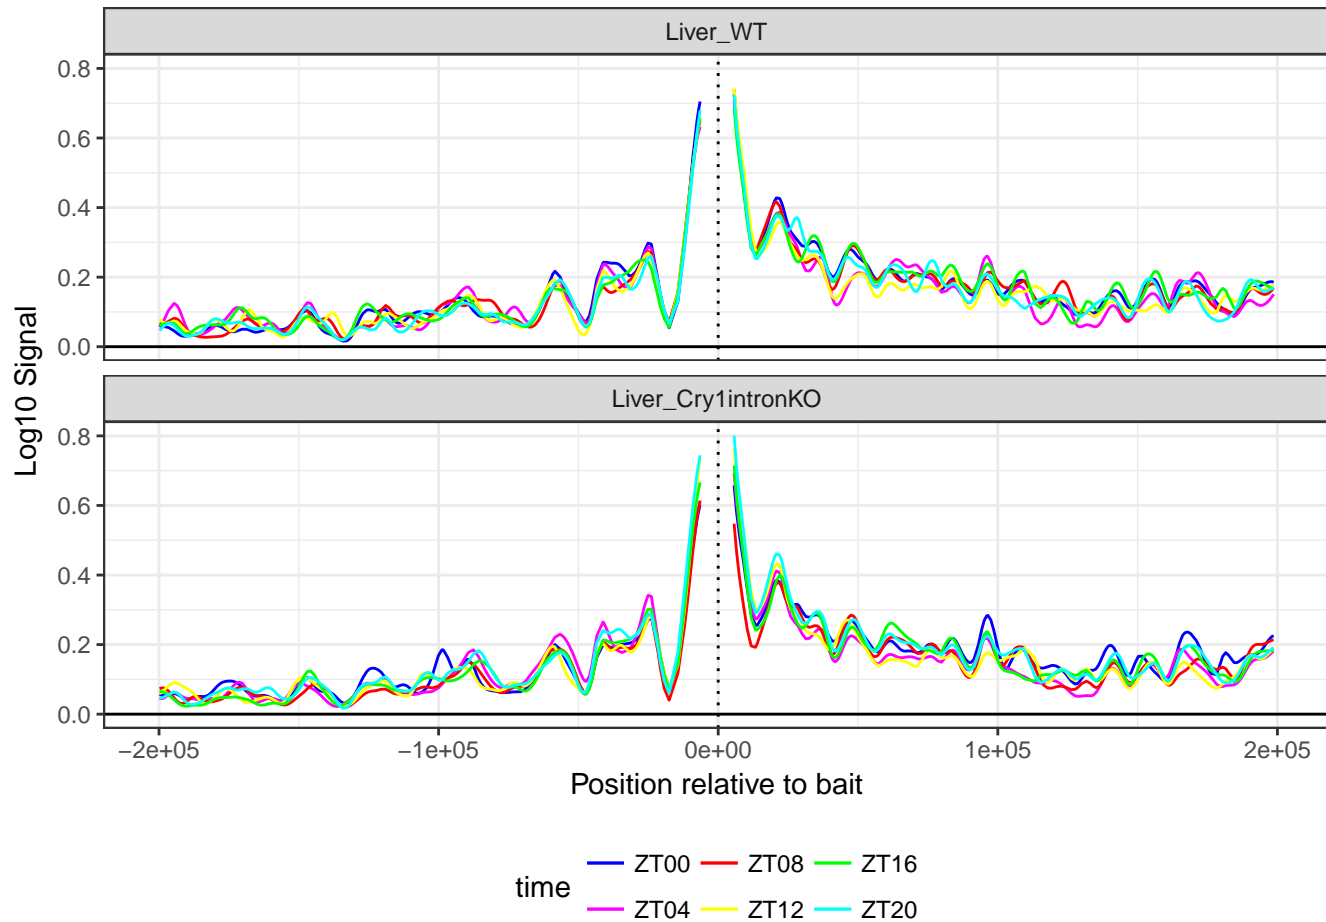 Liver_WT
0.8
0.6
0.4
0.2
0.0
Liver_Cry1intronKO
0.8
0.6
0.4
0.2
0.0
Log10 Signal
−2e+05 −1e+05 0e+00 1e+05 2e+05
Position relative to bait
time
ZT00 ZT08 ZT16
ZT04 ZT12 ZT20